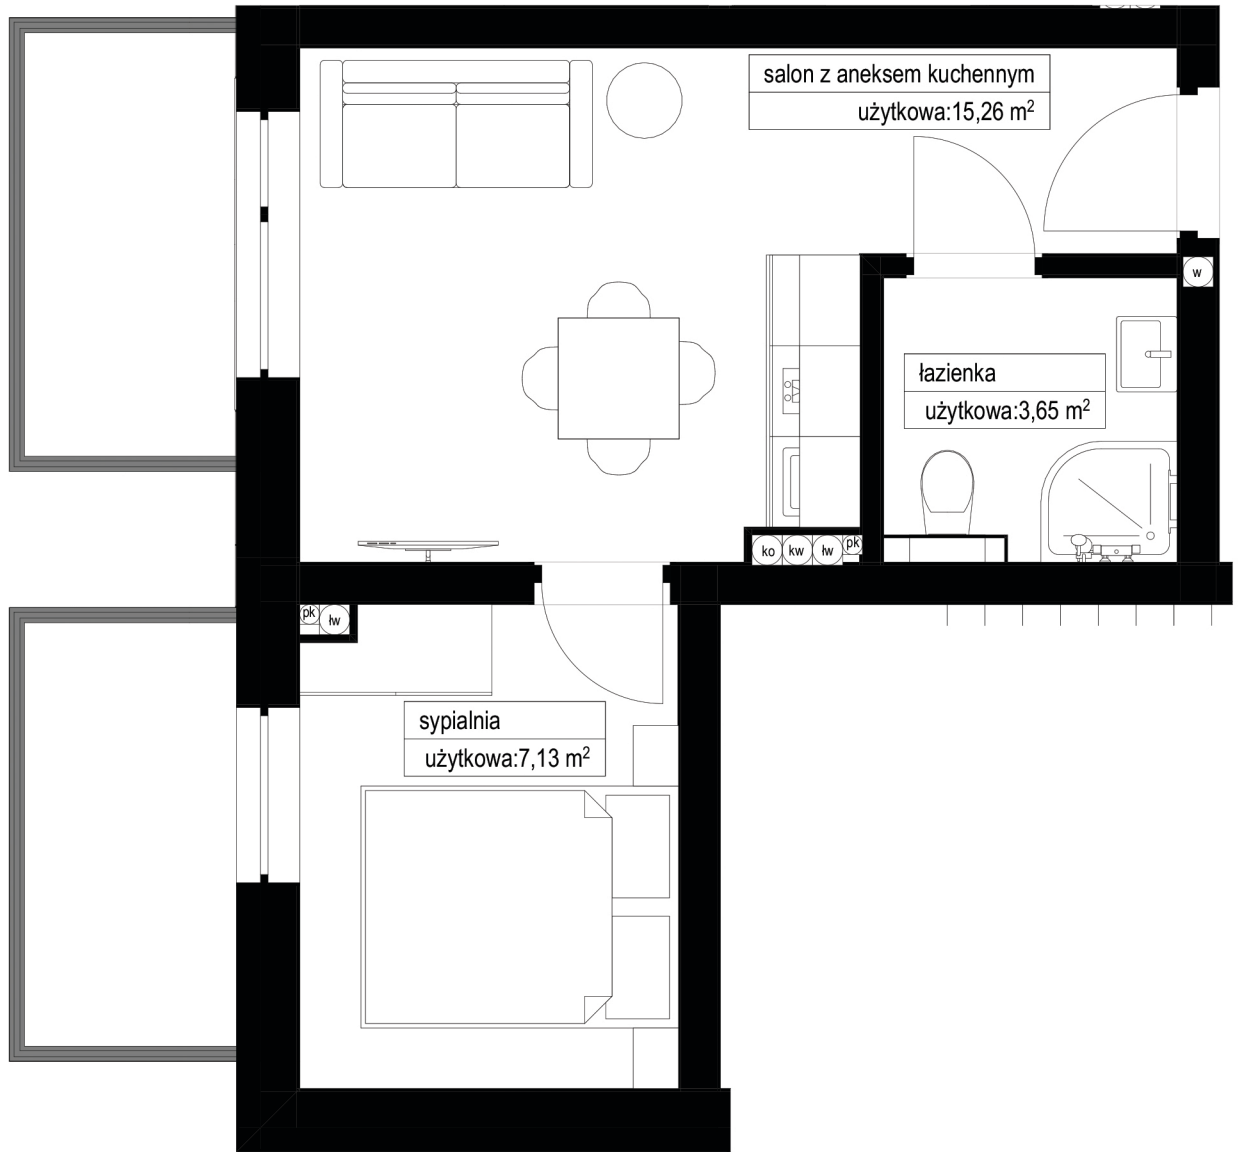 salon z aneksem kuchennym
użytkowa:15,26 m²
w
łazienka
użytkowa:3,65 m²
ko kw łw pk
pk łw
sypialnia
użytkowa:7,13 m²